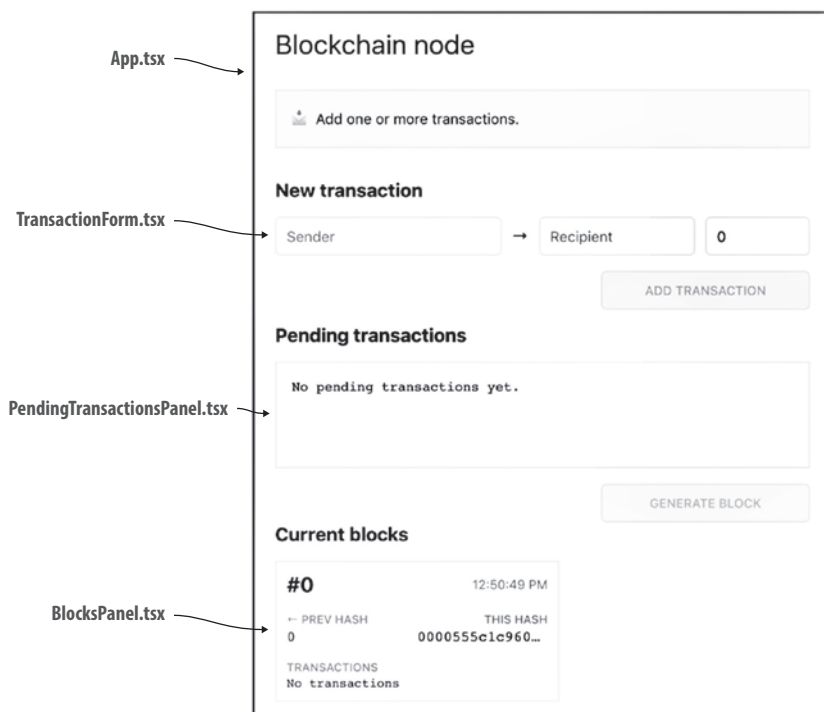 Blockchain node
App.tsx
Add one or more transactions.
New transaction
TransactionForm.tsx
Sender → Recipient 0
ADD TRANSACTION
Pending transactions
No pending transactions yet.
PendingTransactionsPanel.tsx
GENERATE BLOCK
Current blocks
#0 12:50:49 PM
BlocksPanel.tsx
← PREV HASH THIS HASH
0 0000555c1c960…
TRANSACTIONS
No transactions